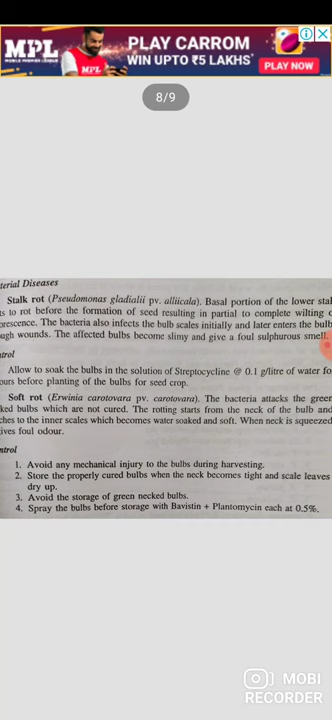 MPL
MOBILE PREMIER LEAGUE
MPL
PLAY CARROM
WIN UPTO ₹5 LAKHS*
PLAY NOW
8/9
terial Diseases
Stalk rot (Pseudomonas gladialii pv. alliicala). Basal portion of the lower stal
ts to rot before the formation of seed resulting in partial to complete wilting o
orescence. The bacteria also infects the bulb scales initially and later enters the bulb
ugh wounds. The affected bulbs become slimy and give a foul sulphurous smell.
ntrol
Allow to soak the bulbs in the solution of Streptocycline @ 0.1 g/litre of water fo
ours before planting of the bulbs for seed crop.
Soft rot (Erwinia carotovara pv. carotovara). The bacteria attacks the green
ked bulbs which are not cured. The rotting starts from the neck of the bulb and
ches to the inner scales which becomes water soaked and soft. When neck is squeezed
ives foul odour.
ntrol
1. Avoid any mechanical injury to the bulbs during harvesting.
2. Store the properly cured bulbs when the neck becomes tight and scale leaves
dry up.
3. Avoid the storage of green necked bulbs.
4. Spray the bulbs before storage with Bavistin + Plantomycin each at 0.5%.
MOBI
RECORDER